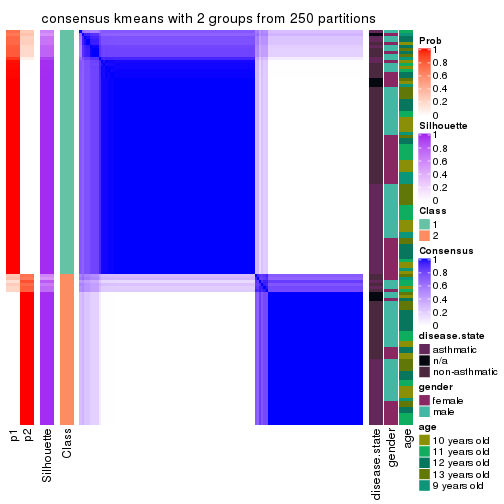 consensus kmeans with 2 groups from 250 partitions
Prob
1
0.8
0.6
0.4
0.2
0
Silhouette
1
0.8
0.6
0.4
0.2
0
Class
1
2
Consensus
1
0.8
0.6
0.4
0.2
0
disease.state
asthmatic
n/a
non-asthmatic
gender
female
male
age
10 years old
11 years old
12 years old
13 years old
9 years old
p1
p2
Silhouette
Class
disease.state
gender
age